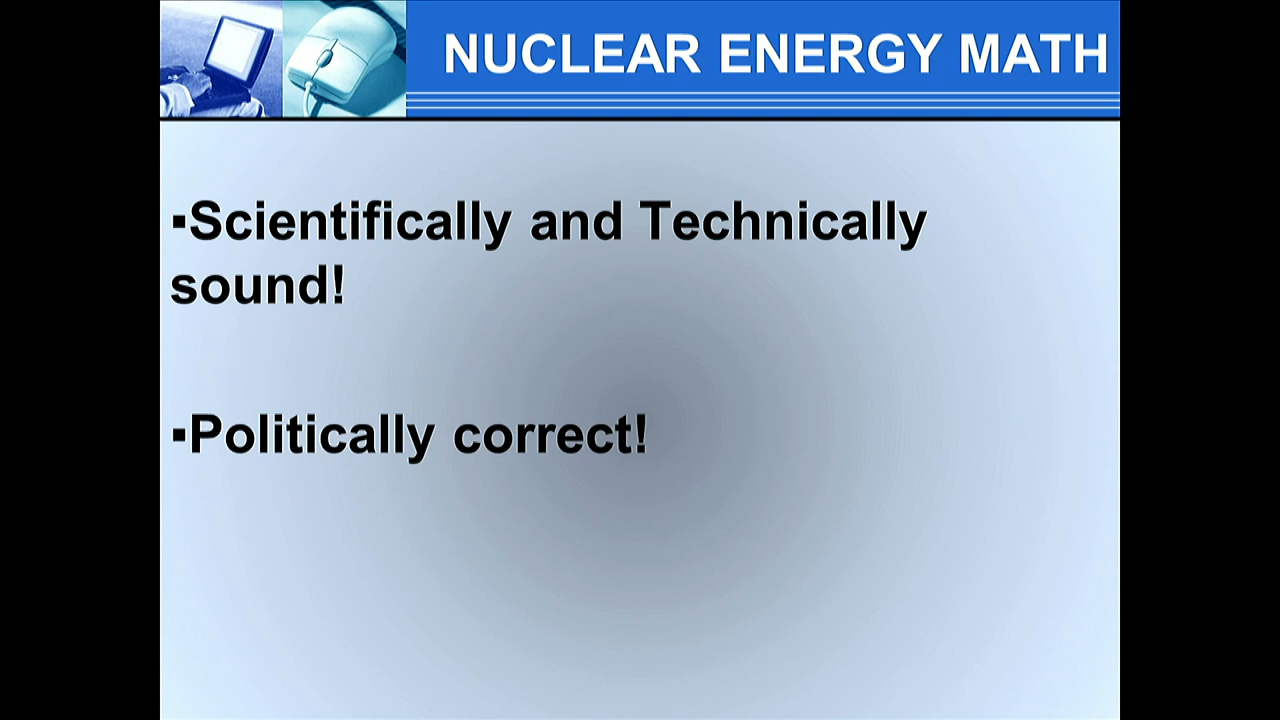 NUCLEAR ENERGY MATH
▪Scientifically and Technically
sound!
▪Politically correct!